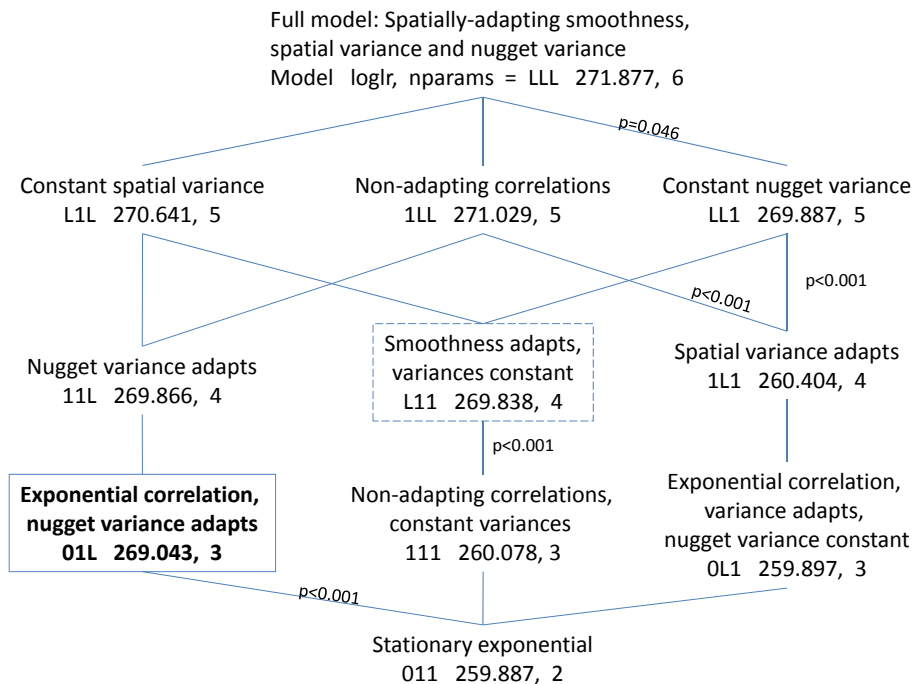 Full model: Spatially-adapting smoothness,
spatial variance and nugget variance
Model loglr, nparams = LLL 271.877, 6
p=0.046
Constant spatial variance
L1L 270.641, 5
Non-adapting correlations
1LL 271.029, 5
Constant nugget variance
LL1 269.887, 5
p<0.001
p<0.001
Nugget variance adapts
11L 269.866, 4
Smoothness adapts,
variances constant
L11 269.838, 4
Spatial variance adapts
1L1 260.404, 4
p<0.001
Exponential correlation,
nugget variance adapts
01L 269.043, 3
Non-adapting correlations,
constant variances
111 260.078, 3
Exponential correlation,
variance adapts,
nugget variance constant
0L1 259.897, 3
p<0.001
Stationary exponential
011 259.887, 2